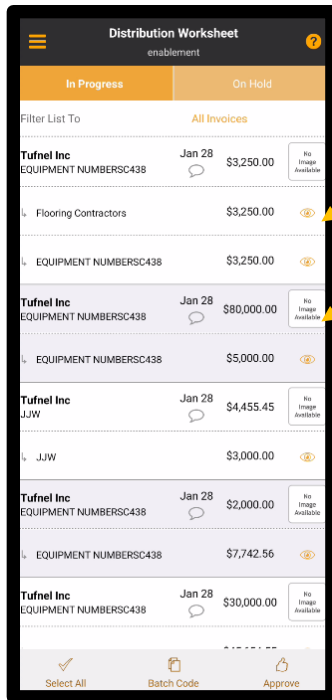 Distribution Worksheet
?
enablement
In Progress
On Hold
Filter List To
All Invoices
Tufnel Inc
EQUIPMENT NUMBERSC438
Jan 28
$3,250.00
No
Image
Available
Flooring Contractors
$3,250.00
EQUIPMENT NUMBERSC438
$3,250.00
Tufnel Inc
EQUIPMENT NUMBERSC438
Jan 28
$80,000.00
No
Image
Available
EQUIPMENT NUMBERSC438
$5,000.00
Tufnel Inc
JJW
Jan 28
$4,455.45
No
Image
Available
JJW
$3,000.00
Tufnel Inc
EQUIPMENT NUMBERSC438
Jan 28
$2,000.00
No
Image
Available
EQUIPMENT NUMBERSC438
$7,742.56
Tufnel Inc
EQUIPMENT NUMBERSC438
Jan 28
$30,000.00
No
Image
Available
Select All
Batch Code
Approve